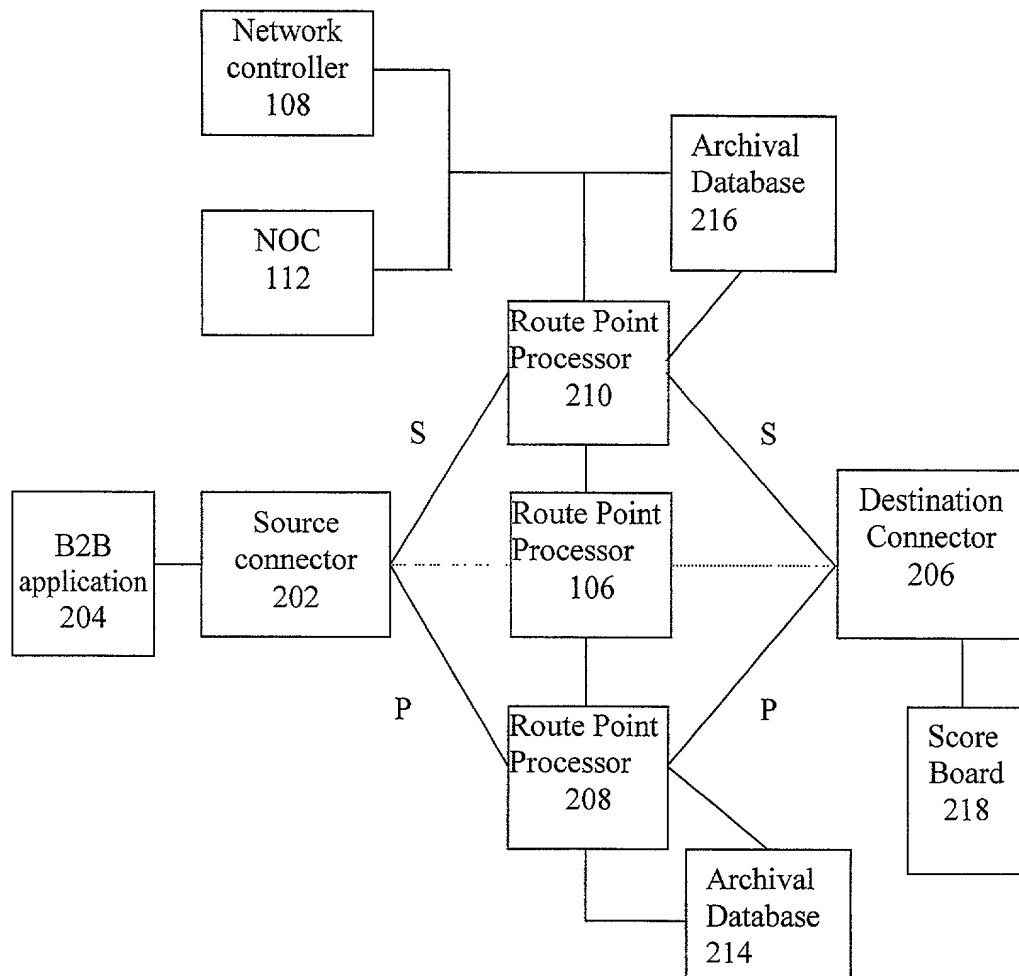 Network
controller
108
Archival
Database
216
NOC
112
Route Point
Processor
210
S
S
B2B
application
204
Source
connector
202
Route Point
Processor
106
Destination
Connector
206
P
P
Route Point
Processor
208
Score
Board
218
Archival
Database
214